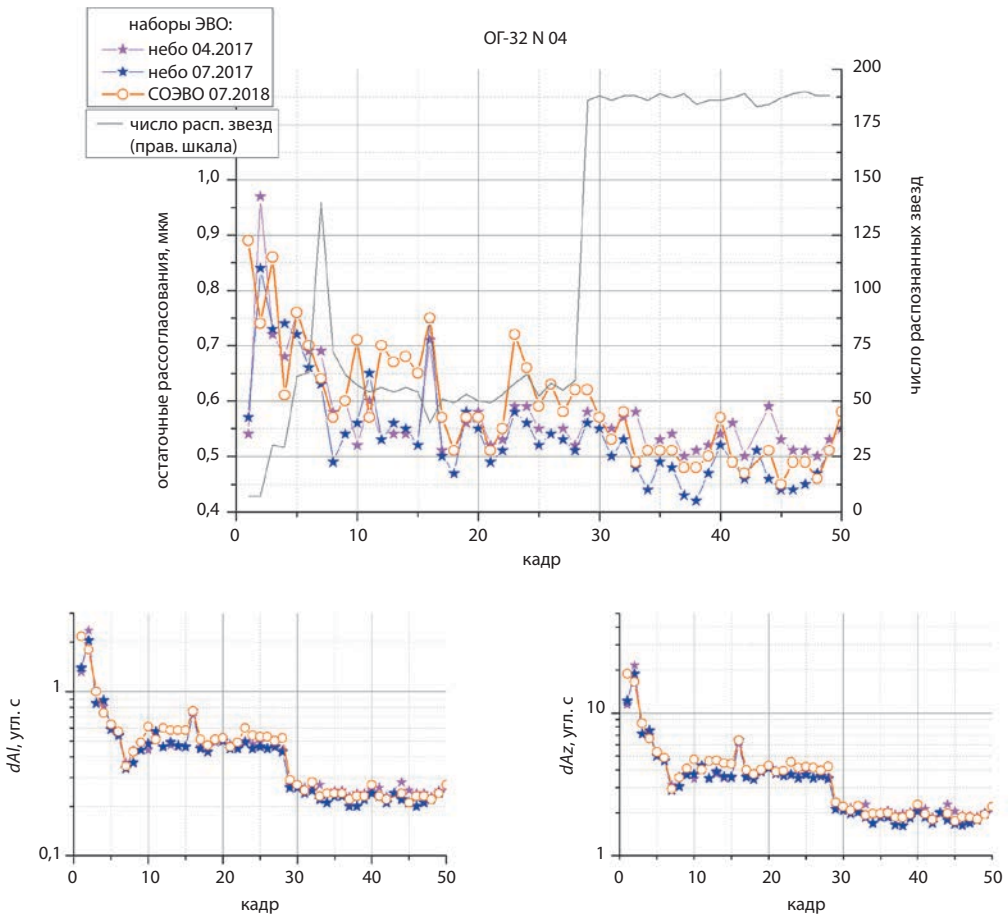 наборы ЭВО:
небо 04.2017
небо 07.2017
СОЭВО 07.2018
число расп. звезд
(прав. шкала)
ОГ-32 N 04
остаточные рассогласования, мкм
1,0
0,9
0,8
0,7
0,6
0,5
0,4
200
175
150
125
100
75
50
25
0
число распознанных звезд
0 10 20 30 40 50
кадр
dAl, угл. с
1
0,1
0 10 20 30 40 50
кадр
dAz, угл. с
10
1
0 10 20 30 40 50
кадр